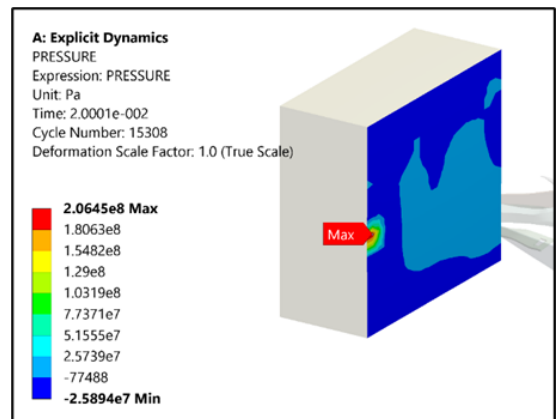 A: Explicit Dynamics
PRESSURE
Expression: PRESSURE
Unit: Pa
Time: 2.0001e-002
Cycle Number: 15308
Deformation Scale Factor: 1.0 (True Scale)
2.0645e8 Max
1.8063e8
1.5482e8
1.29e8
1.0319e8
7.7371e7
5.1555e7
2.5739e7
-77488
-2.5894e7 Min
Max